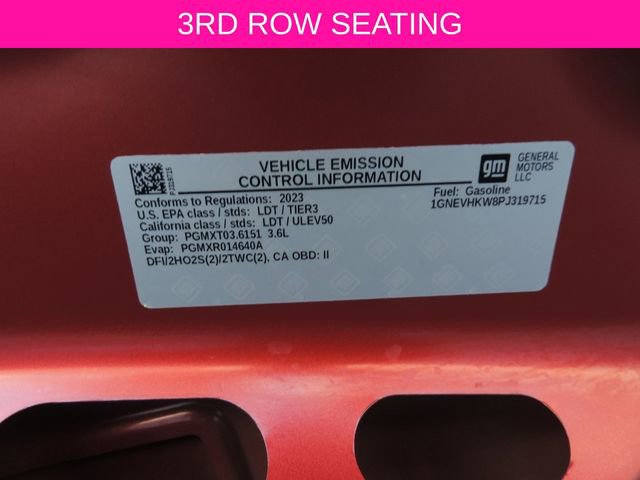 3RD ROW SEATING
PJ319715
VEHICLE EMISSION
CONTROL INFORMATION
gm
GENERAL
MOTORS
LLC
Conforms to Regulations: 2023
U.S. EPA class / stds: LDT / TIER3
California class / stds: LDT / ULEV50
Group: PGMXT03.6151 3.6L
Evap: PGMXR014640A
DFI/2HO2S(2)/2TWC(2), CA OBD: II
Fuel: Gasoline
1GNEVHKW8PJ319715